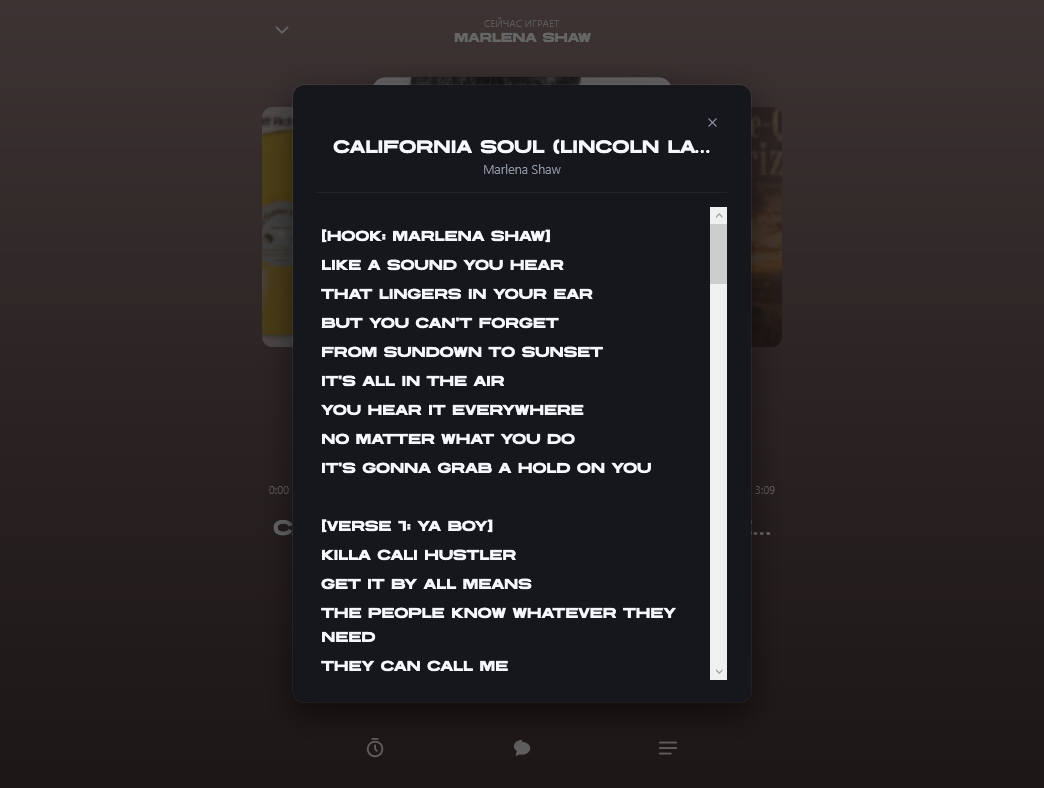 СЕЙЧАС ИГРАЕТ
MARLENA SHAW
CALIFORNIA SOUL (LINCOLN LA...
Marlena Shaw
[HOOK: MARLENA SHAW]
LIKE A SOUND YOU HEAR
THAT LINGERS IN YOUR EAR
BUT YOU CAN'T FORGET
FROM SUNDOWN TO SUNSET
IT'S ALL IN THE AIR
YOU HEAR IT EVERYWHERE
NO MATTER WHAT YOU DO
IT'S GONNA GRAB A HOLD ON YOU
[VERSE 1: YA BOY]
KILLA CALI HUSTLER
GET IT BY ALL MEANS
THE PEOPLE KNOW WHATEVER THEY
NEED
THEY CAN CALL ME
0:00
3:09